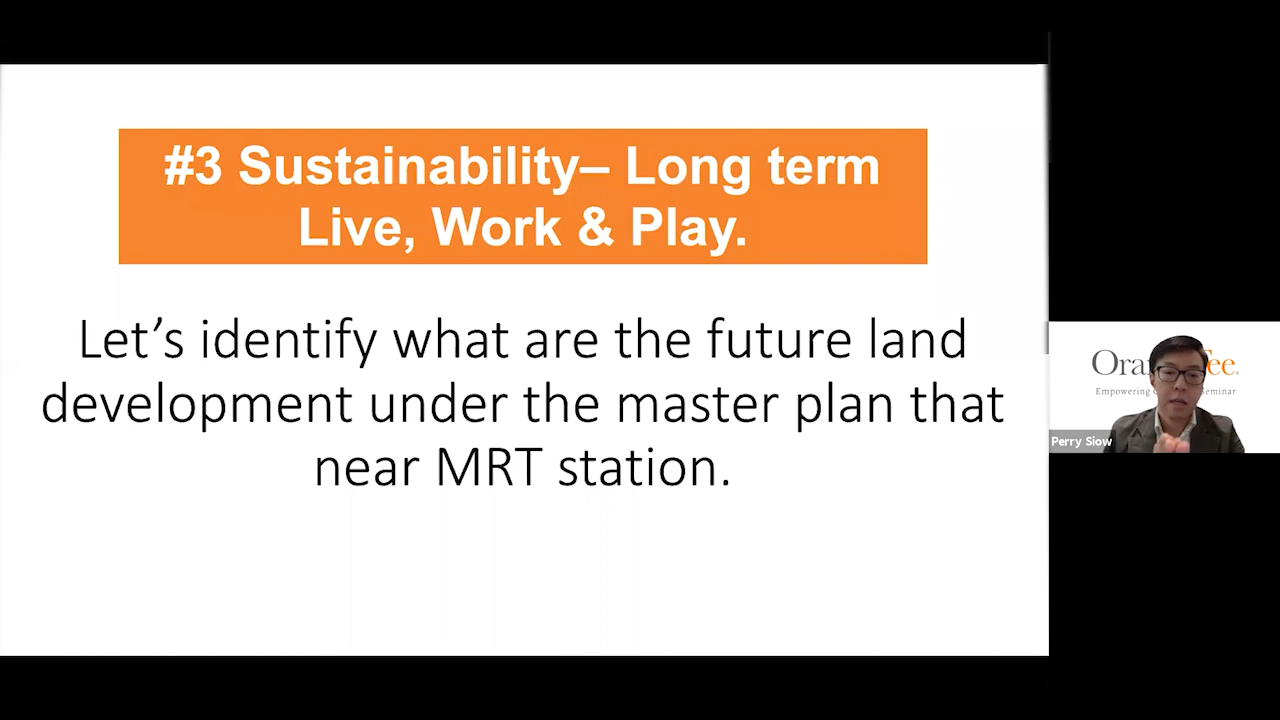 #3 Sustainability– Long term
Live, Work & Play.
Let’s identify what are the future land
development under the master plan that
near MRT station.
Perry Siow